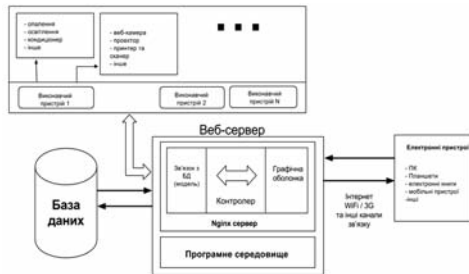 - опалення
- освітлення
- кондиціонер
- інше
- веб-камера
- проектор
- принтер та
сканер
- інше
Виконавчий
пристрій 1
Виконавчий
пристрій 2
Виконавчий
пристрій N
Веб-сервер
База
даних
Зв'язок з
БД
(модель)
Контролер
Графічна
оболонка
Nginx сервер
Програмне середовище
Інтернет
WiFi / 3G
та інші канали
зв'язку
Електронні пристрої
- ПК
- Планшети
- електронні книги
- мобільні пристрої
-інші